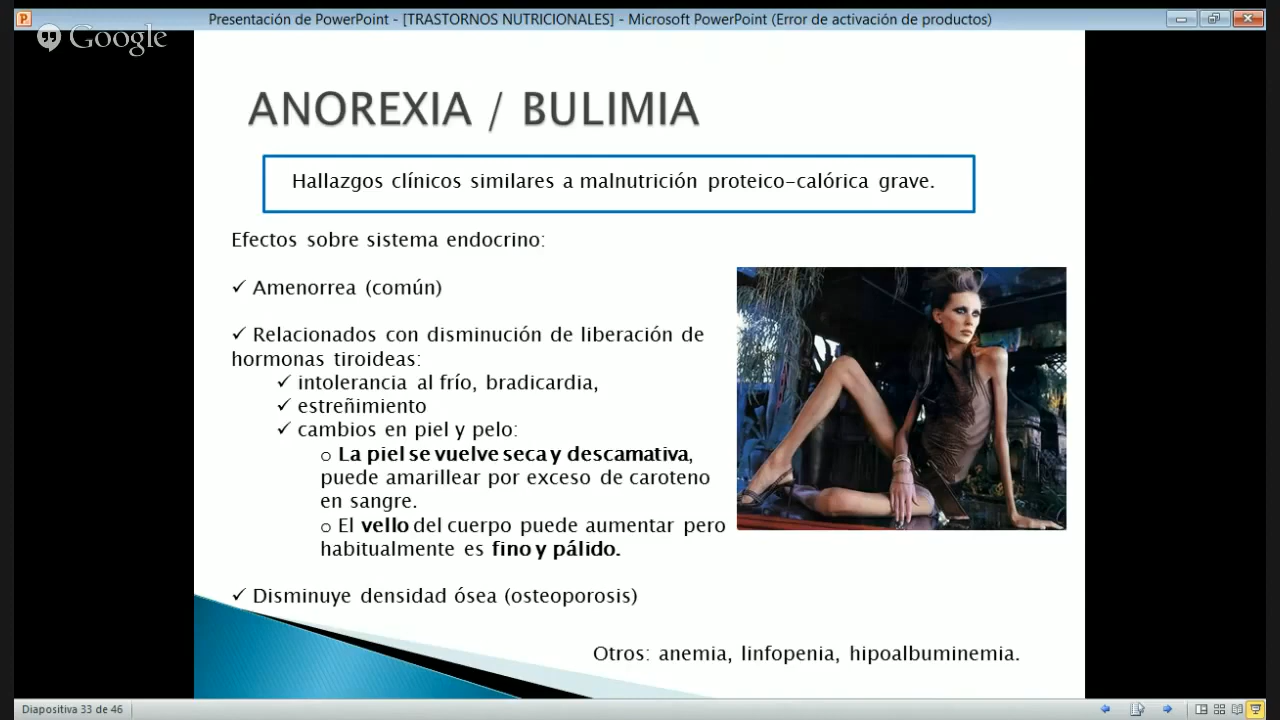 Presentación de PowerPoint - [TRASTORNOS NUTRICIONALES] - Microsoft PowerPoint (Error de activación de productos)
Google
ANOREXIA / BULIMIA
Hallazgos clínicos similares a malnutrición proteico-calórica grave.
Efectos sobre sistema endocrino:
✓ Amenorrea (común)
✓ Relacionados con disminución de liberación de
hormonas tiroideas:
✓ intolerancia al frío, bradicardia,
✓ estreñimiento
✓ cambios en piel y pelo:
o La piel se vuelve seca y descamativa,
puede amarillear por exceso de caroteno
en sangre.
o El vello del cuerpo puede aumentar pero
habitualmente es fino y pálido.
✓ Disminuye densidad ósea (osteoporosis)
Otros: anemia, linfopenia, hipoalbuminemia.
Diapositiva 33 de 46